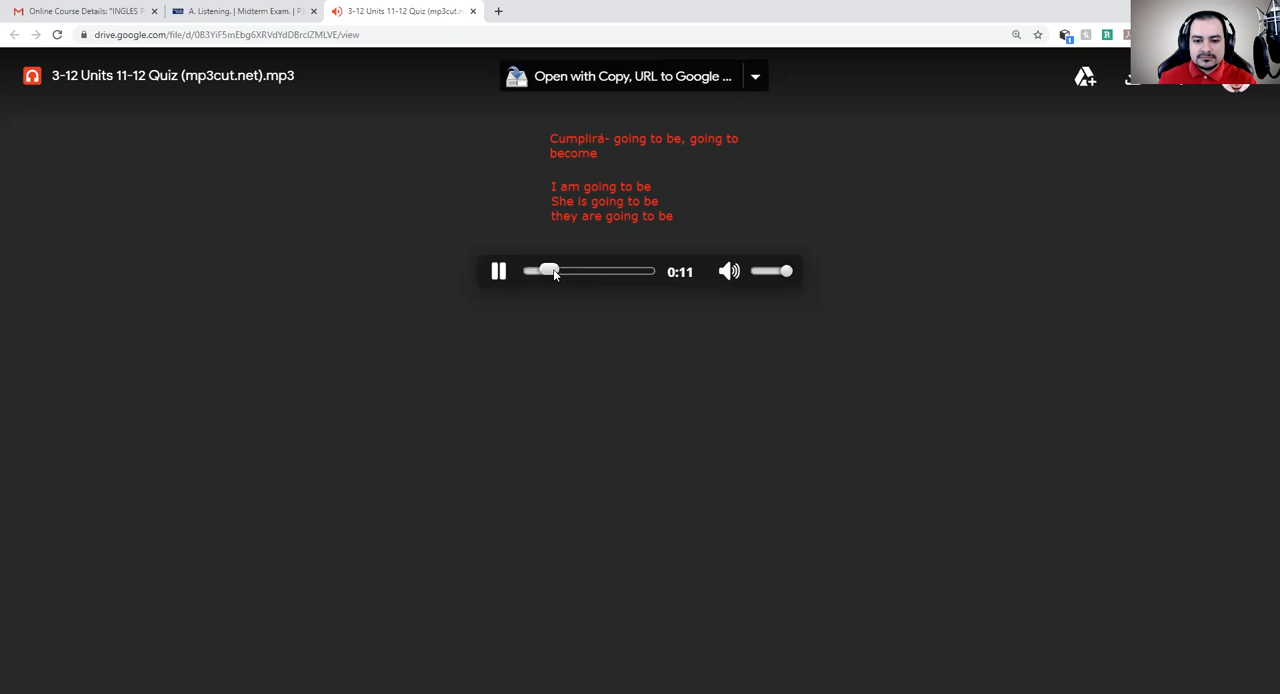 Online Course Details: "INGLES P
A. Listening. | Midterm Exam. | P3
3-12 Units 11-12 Quiz (mp3cut.ne
drive.google.com/file/d/0B3YiF5mEbg6XRVdYdDBrclZMLVE/view
3-12 Units 11-12 Quiz (mp3cut.net).mp3
Open with Copy, URL to Google ...
Cumplirá- going to be, going to
become
I am going to be
She is going to be
they are going to be
0:11